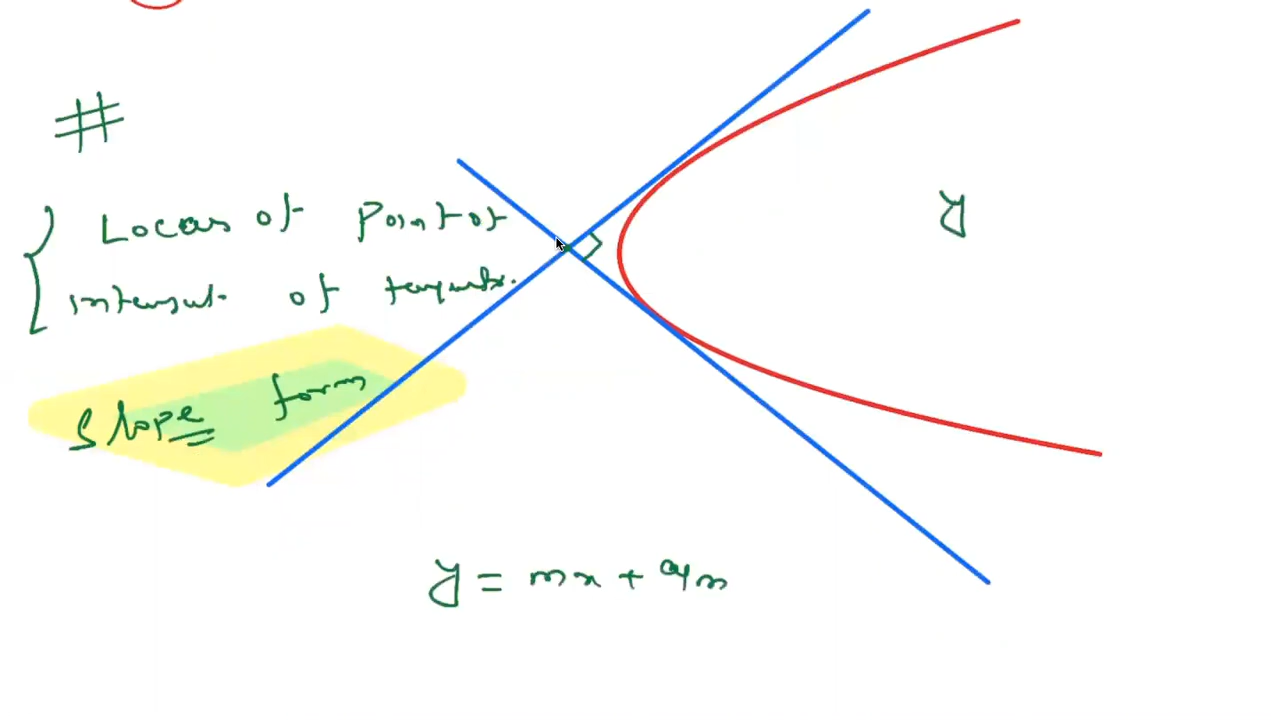 #
Locus of Point of
intersect. of tangents.
Slope form
y
y = mx + a/m